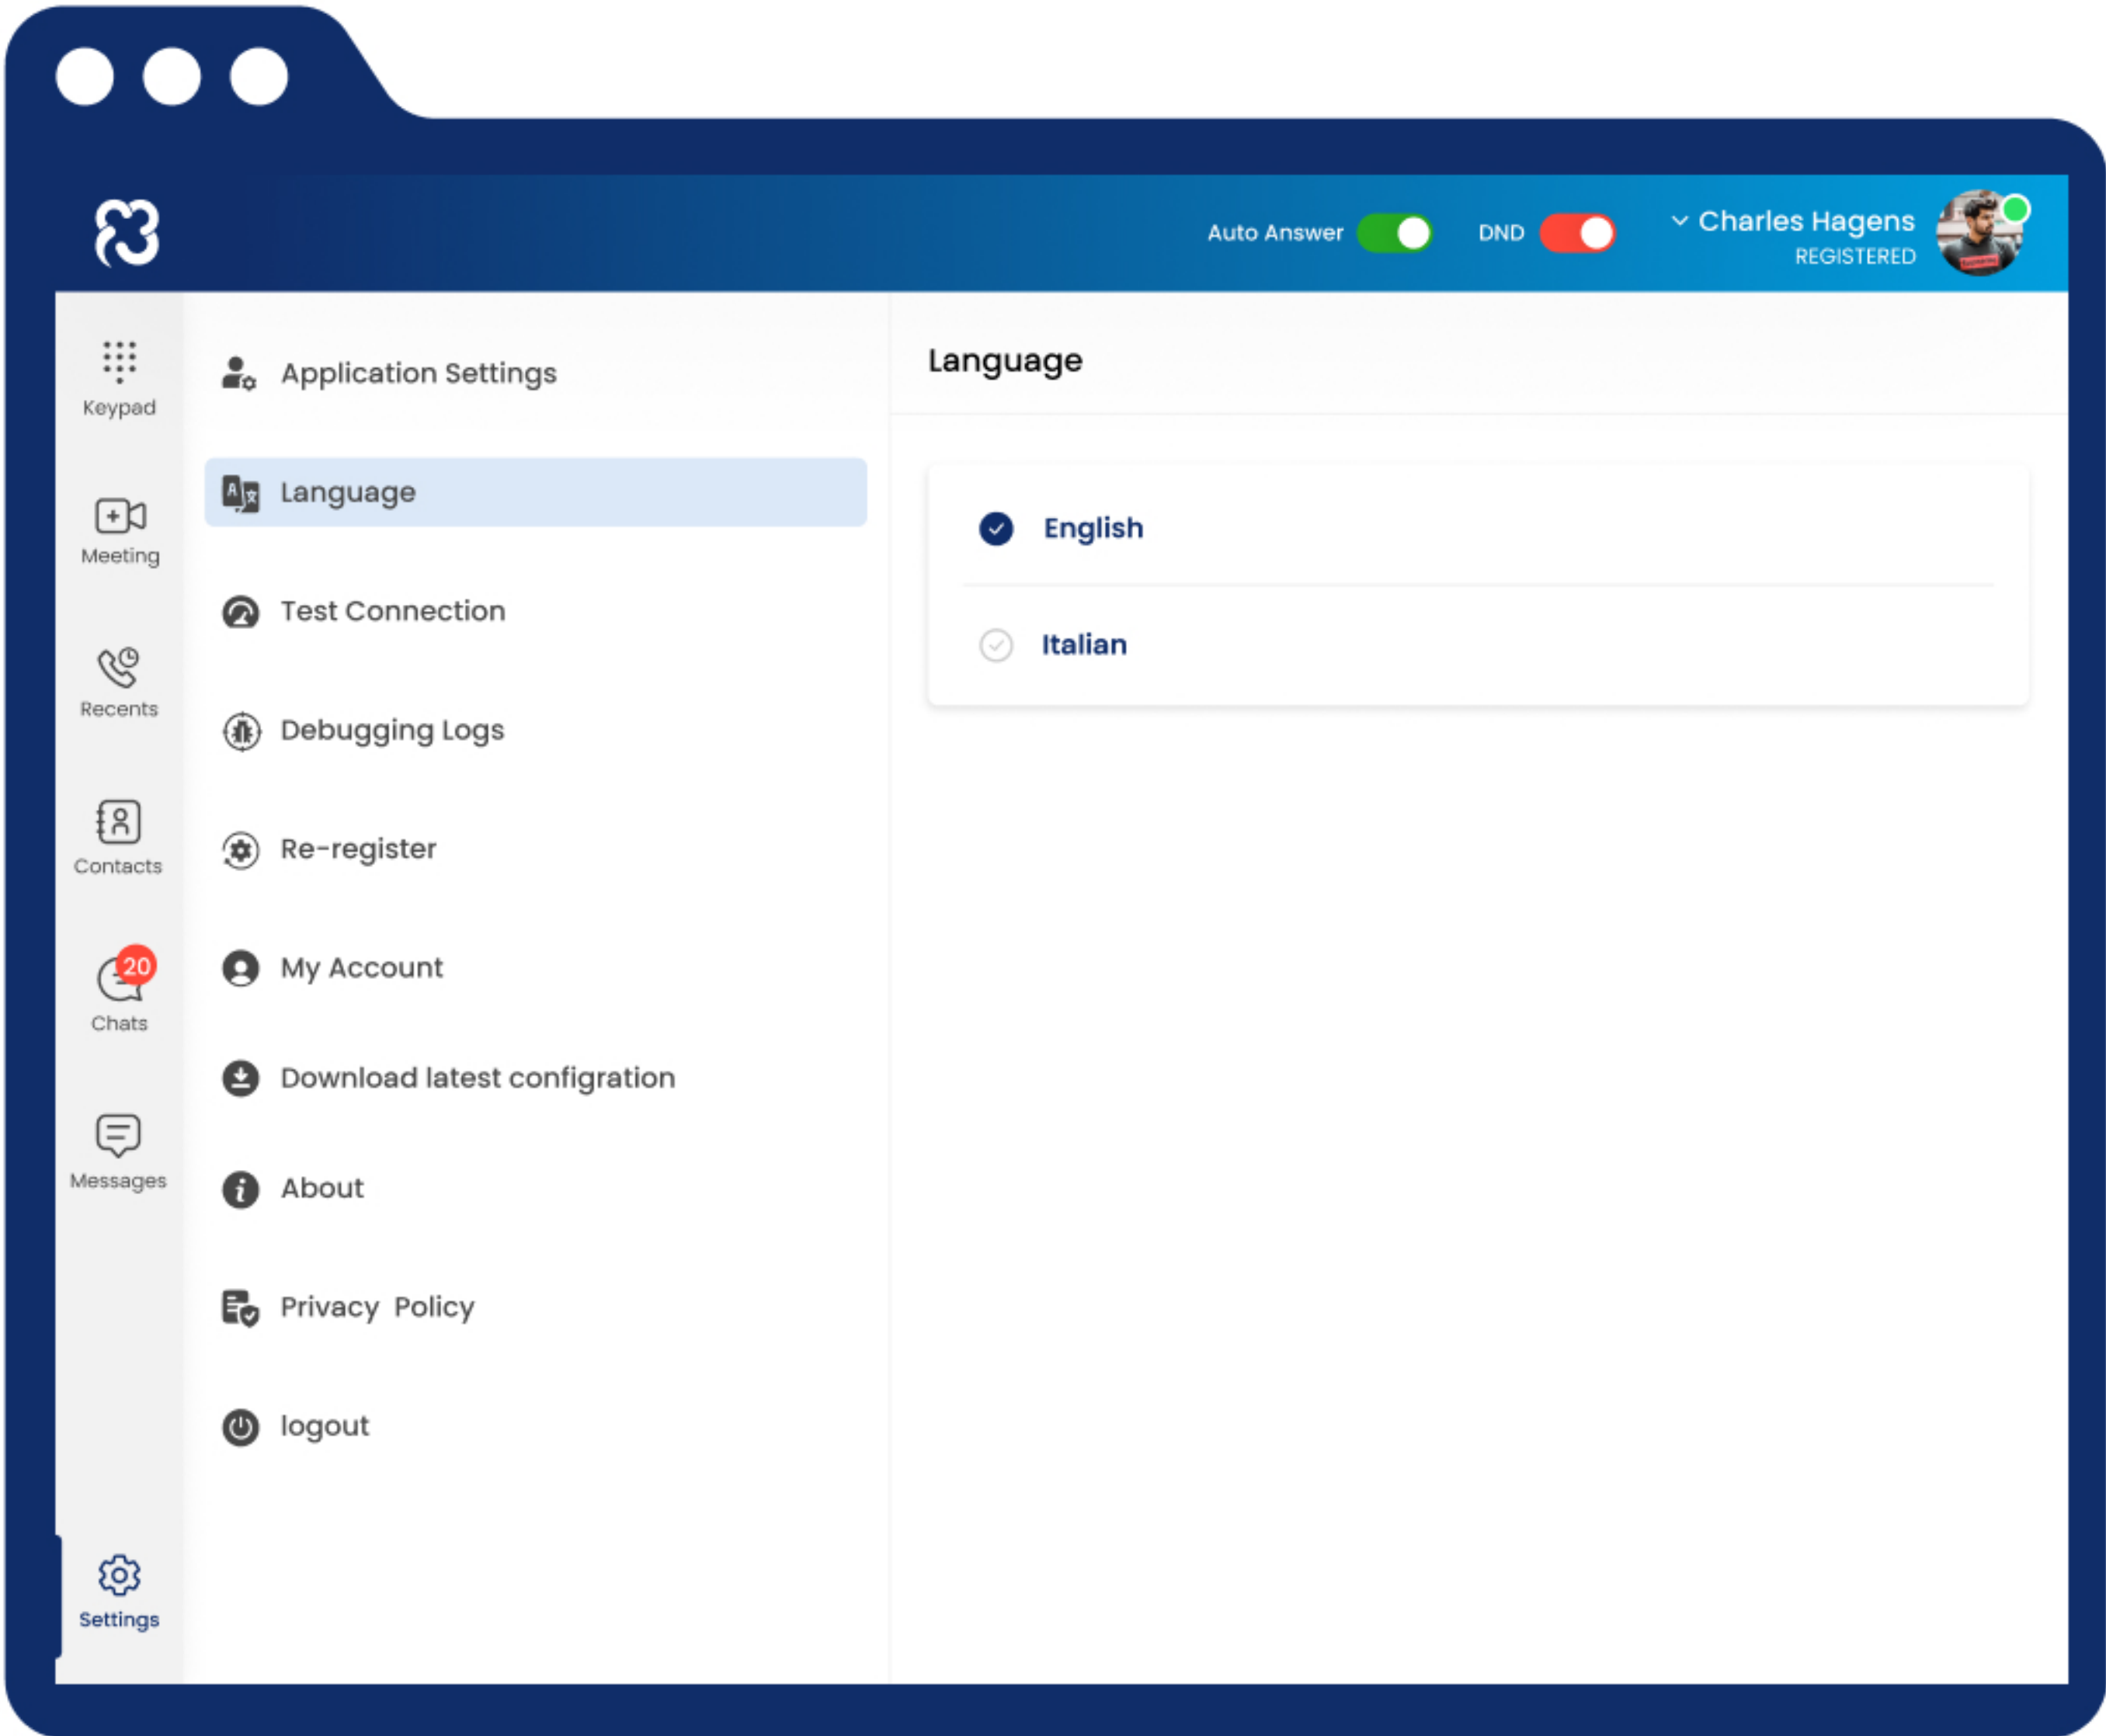 Auto Answer
DND
Charles Hagens
REGISTERED
Keypad
Meeting
Recents
Contacts
20
Chats
Messages
Settings
Application Settings
Language
Test Connection
Debugging Logs
Re-register
My Account
Download latest configration
About
Privacy Policy
logout
Language
English
Italian